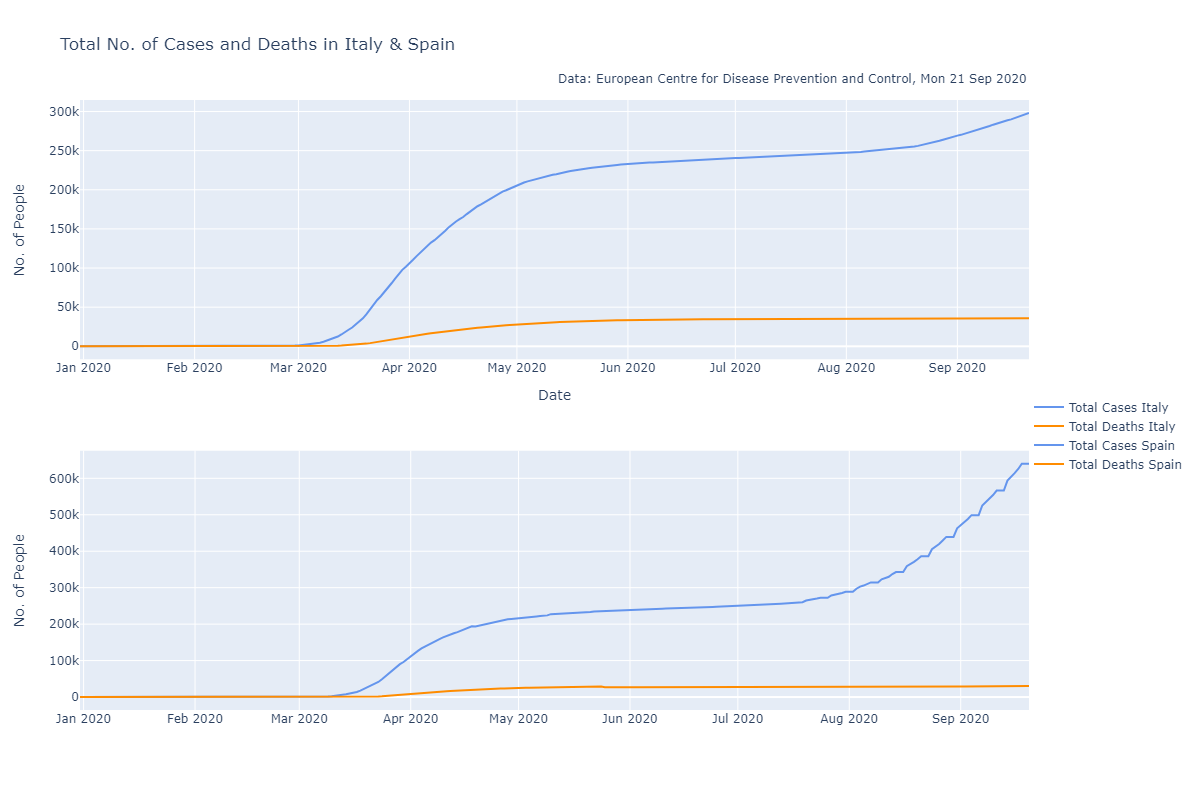 Total No. of Cases and Deaths in Italy & Spain
Data: European Centre for Disease Prevention and Control, Mon 21 Sep 2020
No. of People
300k
250k
200k
150k
100k
50k
0
Jan 2020 Feb 2020 Mar 2020 Apr 2020 May 2020 Jun 2020 Jul 2020 Aug 2020 Sep 2020
Date
Total Cases Italy
Total Deaths Italy
Total Cases Spain
Total Deaths Spain
No. of People
600k
500k
400k
300k
200k
100k
0
Jan 2020 Feb 2020 Mar 2020 Apr 2020 May 2020 Jun 2020 Jul 2020 Aug 2020 Sep 2020